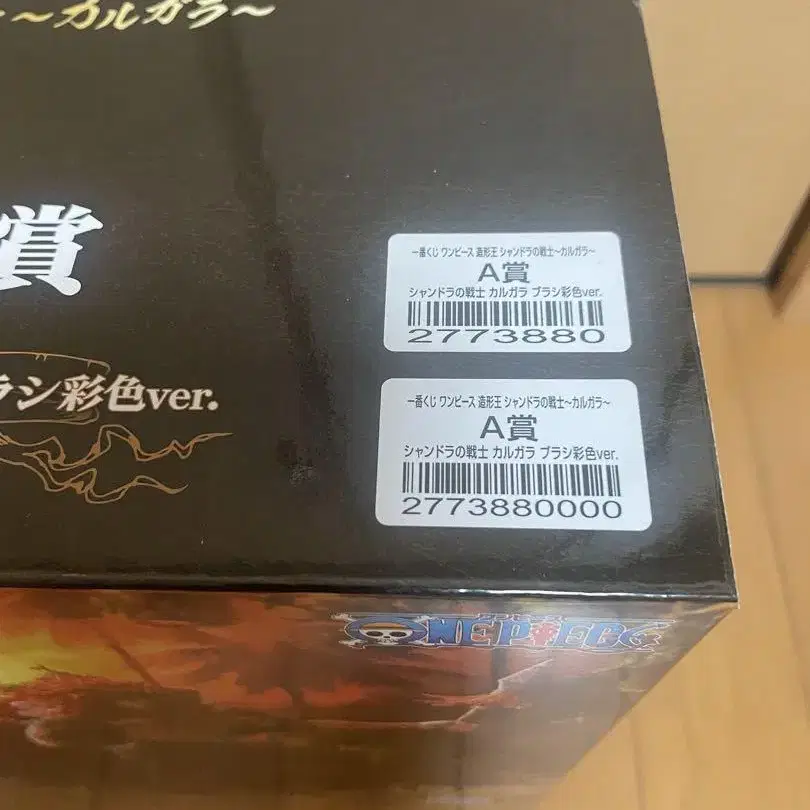 ～カルガラ～
賞
ラシ彩色ver.
一番くじ ワンピース 造形王 シャンドラの戦士～カルガラ～
A賞
シャンドラの戦士 カルガラ ブラシ彩色ver.
2773880
一番くじ ワンピース 造形王 シャンドラの戦士～カルガラ～
A賞
シャンドラの戦士 カルガラ ブラシ彩色ver.
2773880000
ワンピース
ONE PIECE